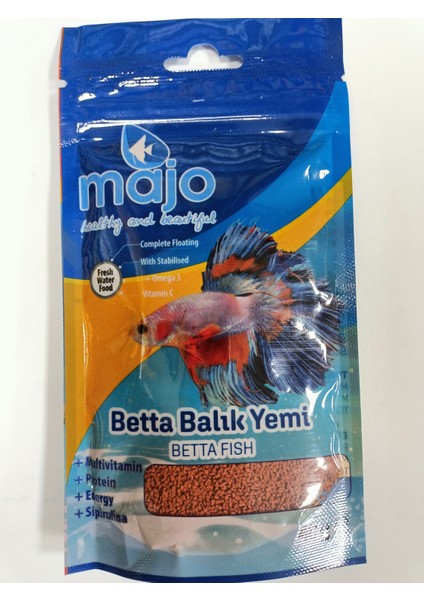 majo
healthy and beautiful
Complete Floating
With Stabilised
+ Omega 3
Vitamin C
Fresh
Water
Food
Betta Balık Yemi
BETTA FISH
+ Multivitamin
+ Protein
+ Energy
+ Sipirulina